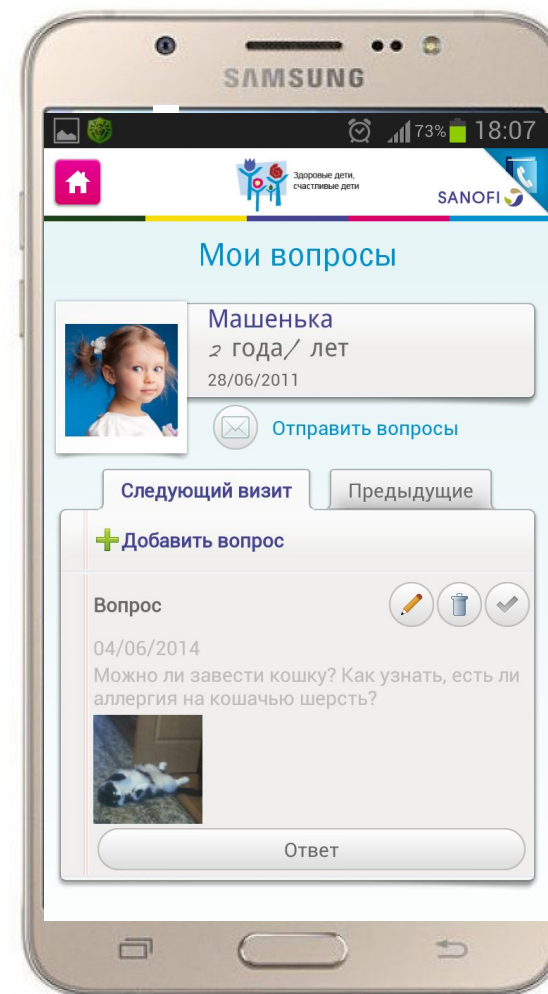 SAMSUNG
73% 18:07
Здоровые дети,
счастливые дети
SANOFI
Мои вопросы
Машенька
2 года/ лет
28/06/2011
Отправить вопросы
Следующий визит
Предыдущие
Добавить вопрос
Вопрос
04/06/2014
Можно ли завести кошку? Как узнать, есть ли
аллергия на кошачью шерсть?
Ответ